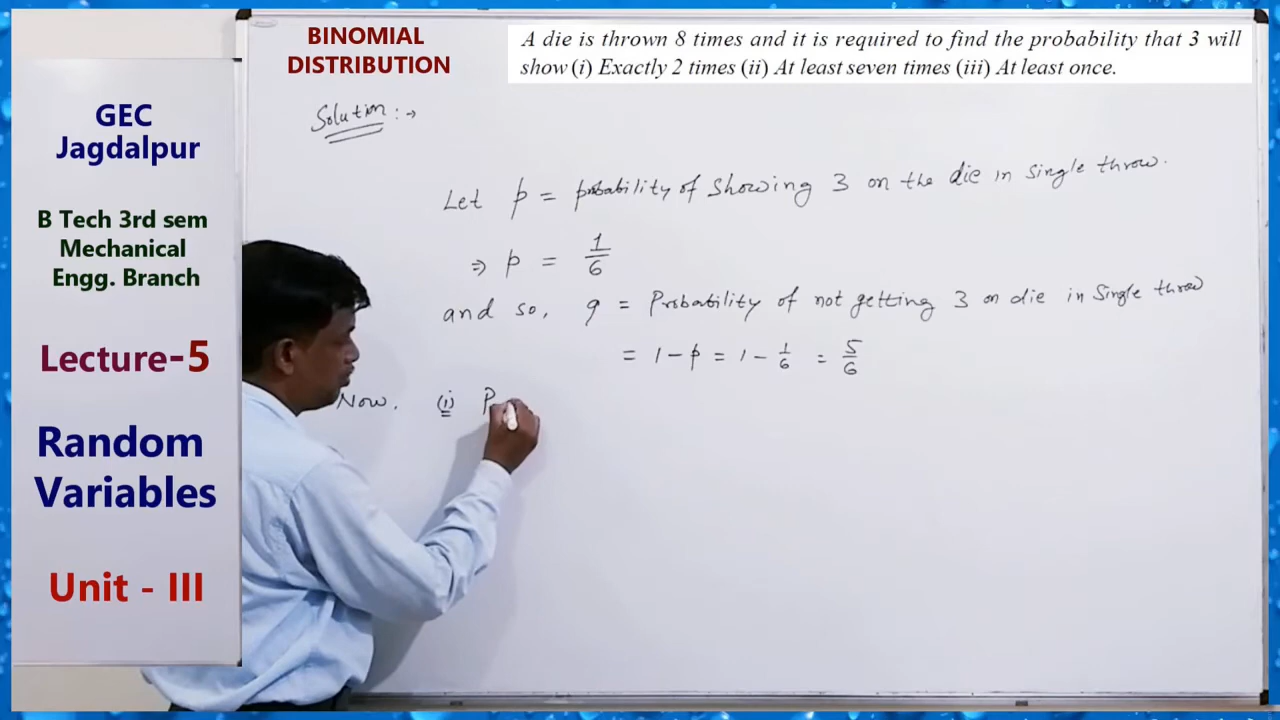 BINOMIAL
DISTRIBUTION
A die is thrown 8 times and it is required to find the probability that 3 will
show (i) Exactly 2 times (ii) At least seven times (iii) At least once.
GEC
Jagdalpur
B Tech 3rd sem
Mechanical
Engg. Branch
Lecture-5
Random
Variables
Unit - III
Solution :→
Let p = probability of showing 3 on the die in single throw.
⇒ p = 1/6
and so, q = Probability of not getting 3 on die in single throw
= 1 - p = 1 - 1/6 = 5/6
Now. (i) P